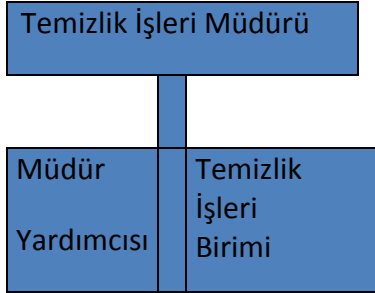 Temizlik İşleri Müdürü
Müdür
Yardımcısı
Temizlik
İşleri
Birimi